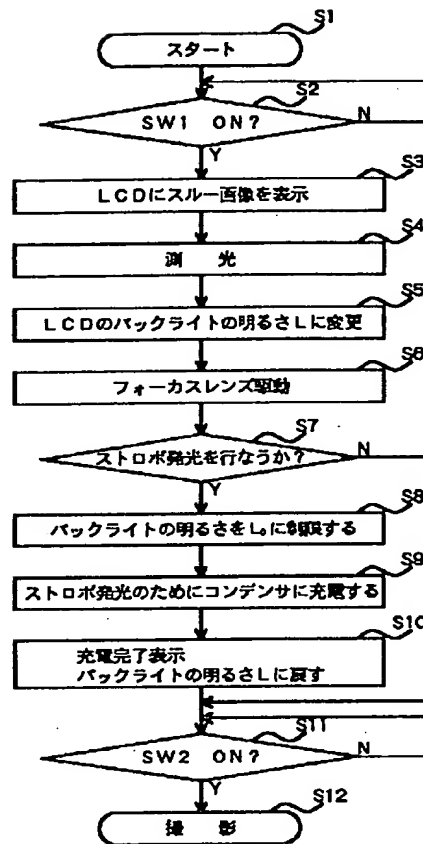 S1
スタート
S2
SW1 ON?
N
Y
S3
LCDにスルー画像を表示
S4
測 光
S5
LCDのバックライトの明るさLに変更
S6
フォーカスレンズ駆動
S7
ストロボ発光を行なうか?
N
Y
S8
バックライトの明るさをL₀に制限する
S9
ストロボ発光のためにコンデンサに充電する
S10
充電完了表示
バックライトの明るさLに戻す
S11
SW2 ON?
N
Y
S12
撮 影